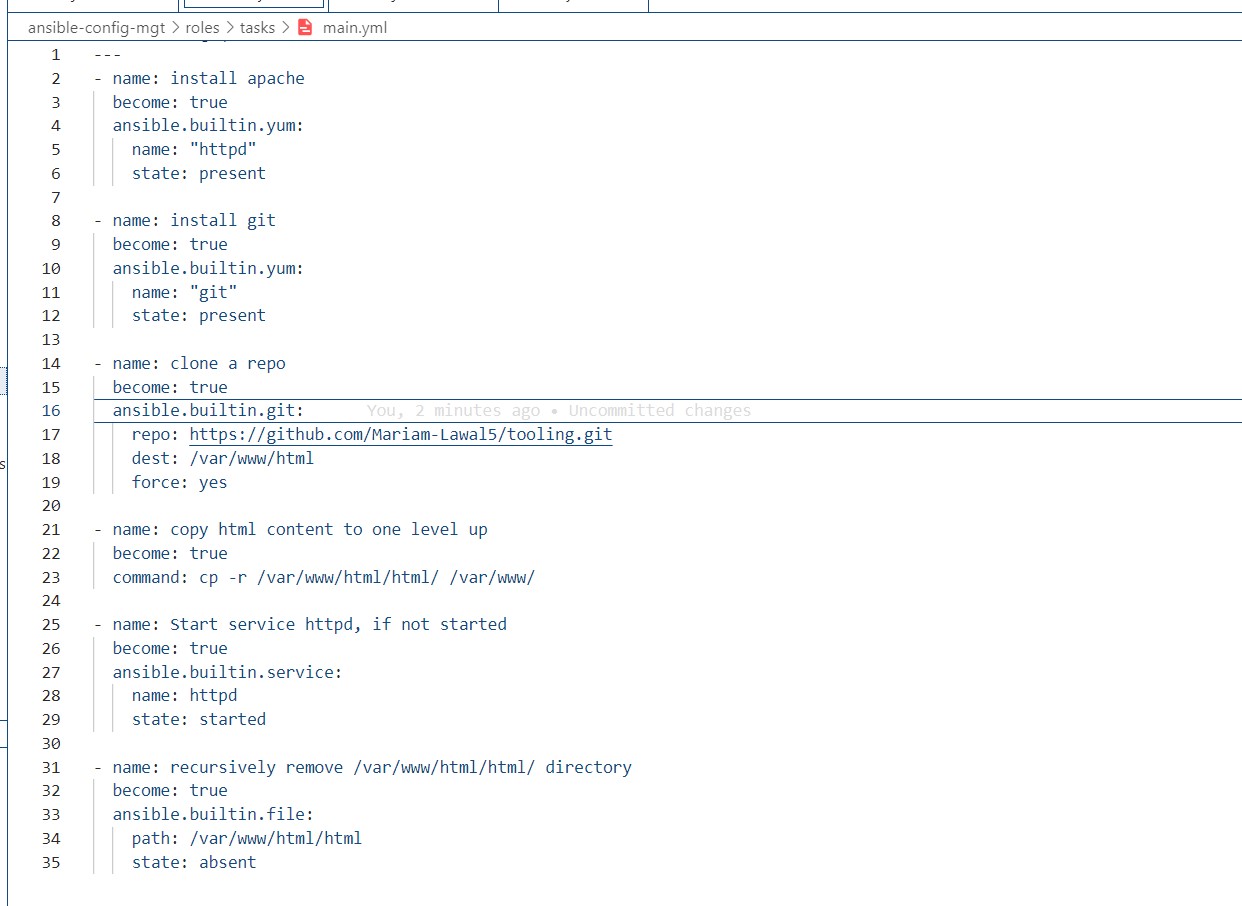 ansible-config-mgt > roles > tasks > main.yml
1 ---
2 - name: install apache
3 become: true
4 ansible.builtin.yum:
5 name: "httpd"
6 state: present
7
8 - name: install git
9 become: true
10 ansible.builtin.yum:
11 name: "git"
12 state: present
13
14 - name: clone a repo
15 become: true
16 ansible.builtin.git: You, 2 minutes ago • Uncommitted changes
17 repo: https://github.com/Mariam-Lawal5/tooling.git
18 dest: /var/www/html
19 force: yes
20
21 - name: copy html content to one level up
22 become: true
23 command: cp -r /var/www/html/html/ /var/www/
24
25 - name: Start service httpd, if not started
26 become: true
27 ansible.builtin.service:
28 name: httpd
29 state: started
30
31 - name: recursively remove /var/www/html/html/ directory
32 become: true
33 ansible.builtin.file:
34 path: /var/www/html/html
35 state: absent